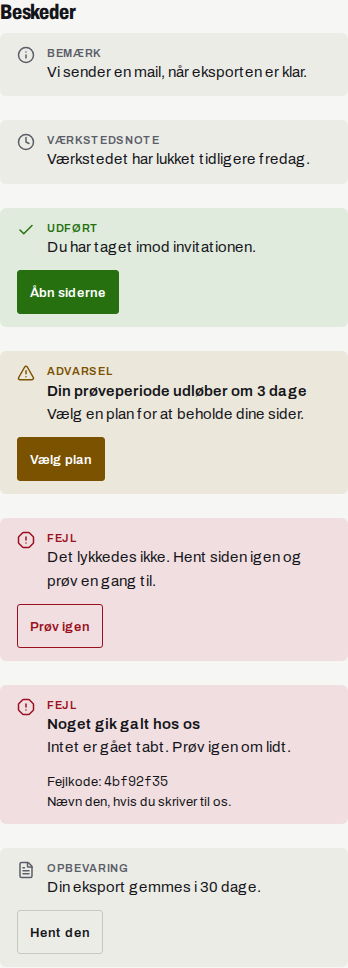 Beskeder
BEMÆRK
Vi sender en mail, når eksporten er klar.
VÆRKSTEDSNOTE
Værkstedet har lukket tidligere fredag.
UDFØRT
Du har taget imod invitationen.
Åbn siderne
ADVARSEL
Din prøveperiode udløber om 3 dage
Vælg en plan for at beholde dine sider.
Vælg plan
FEJL
Det lykkedes ikke. Hent siden igen og
prøv en gang til.
Prøv igen
FEJL
Noget gik galt hos os
Intet er gået tabt. Prøv igen om lidt.
Fejlkode: 4bf92f35
Nævn den, hvis du skriver til os.
OPBEVARING
Din eksport gemmes i 30 dage.
Hent den